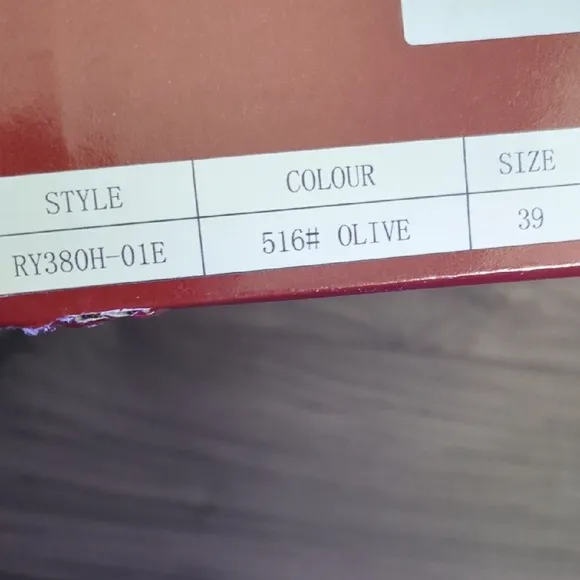 STYLE COLOUR SIZE
RY380H-01E 516# OLIVE 39